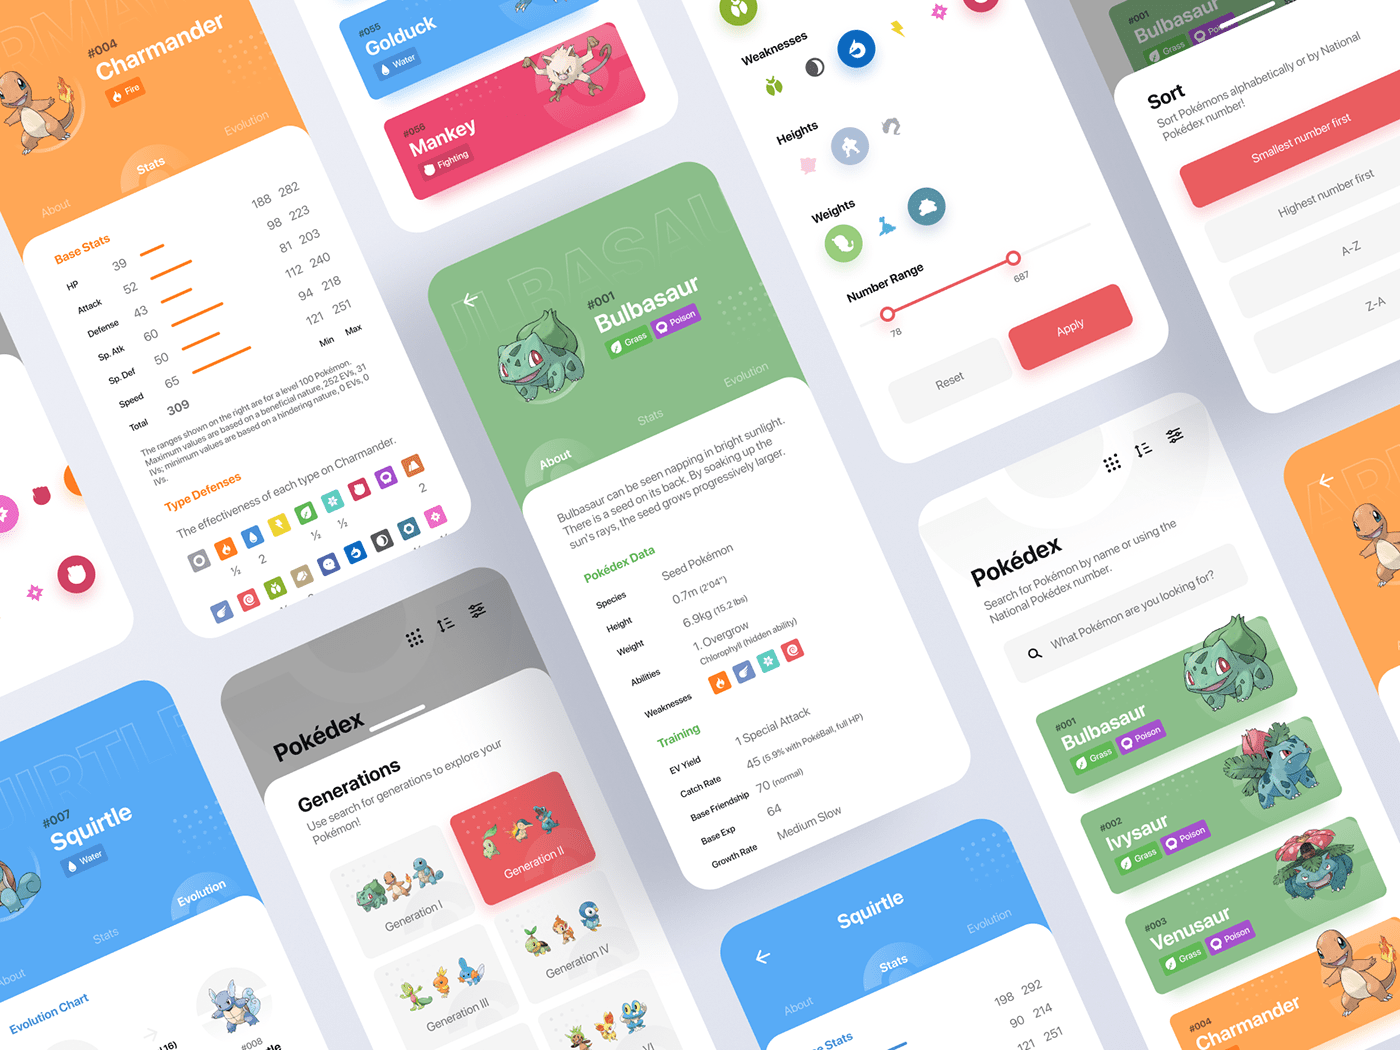 #004
Charmander
Fire
About
Stats
Evolution
Base Stats
HP 39 188 282
Attack 52 98 223
Defense 43 81 203
Sp. Atk 60 112 240
Sp. Def 50 94 218
Speed 65 121 251
Total 309 Min Max
The ranges shown on the right are for a level 100 Pokémon.
Maximum values are based on a beneficial nature, 252 EVs, 31
IVs; minimum values are based on a hindering nature, 0 EVs, 0
IVs.
Type Defenses
The effectiveness of each type on Charmander.
½ 2 ½ ½ 2
#055
Golduck
Water
#056
Mankey
Fighting
Weaknesses
Heights
Weights
Number Range
78
687
Reset
Apply
#001
Bulbasaur
Grass
Poison
Sort
Sort Pokémons alphabetically or by National
Pokédex number!
Smallest number first
Highest number first
A-Z
Z-A
#001
Bulbasaur
Grass
Poison
About
Stats
Evolution
Bulbasaur can be seen napping in bright sunlight.
There is a seed on its back. By soaking up the
sun's rays, the seed grows progressively larger.
Pokédex Data
Species Seed Pokémon
Height 0.7m (2'04")
Weight 6.9kg (15.2 lbs)
Abilities 1. Overgrow
Chlorophyll (hidden ability)
Weaknesses
Training
EV Yield 1 Special Attack
Catch Rate 45 (5.9% with PokéBall, full HP)
Base Friendship 70 (normal)
Base Exp 64
Growth Rate Medium Slow
Pokédex
Search for Pokémon by name or using the
National Pokédex number.
What Pokémon are you looking for?
#001
Bulbasaur
Grass
Poison
#002
Ivysaur
Grass
Poison
#003
Venusaur
Grass
Poison
#004
Charmander
Pokédex
Generations
Use search for generations to explore your
Pokémon!
Generation I
Generation II
Generation III
Generation IV
#007
Squirtle
Water
About
Stats
Evolution
Evolution Chart
#008
Squirtle
About
Stats
Evolution
198 292
90 214
121 251